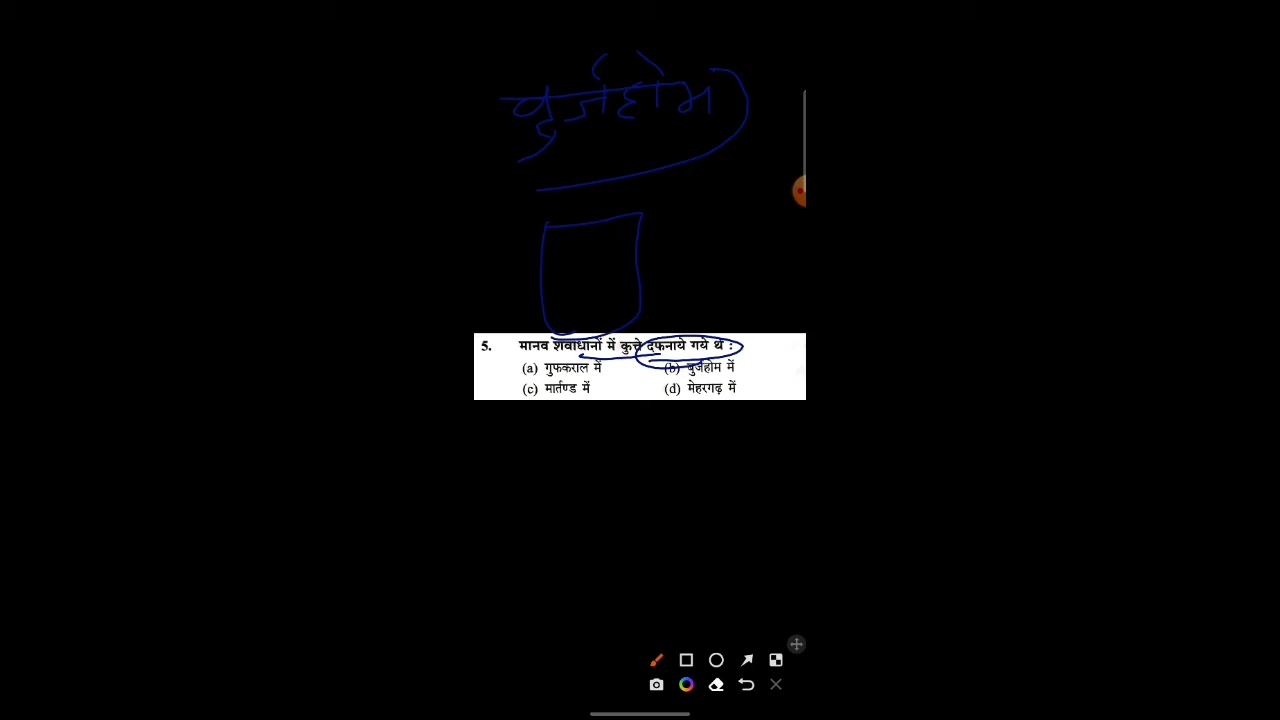 बुर्जहोम
5. मानव शवाधानों में कुत्ते दफनाये गये थे :
(a) गुफकराल में (b) बुर्जहोम में
(c) मार्तण्ड में (d) मेहरगढ़ में